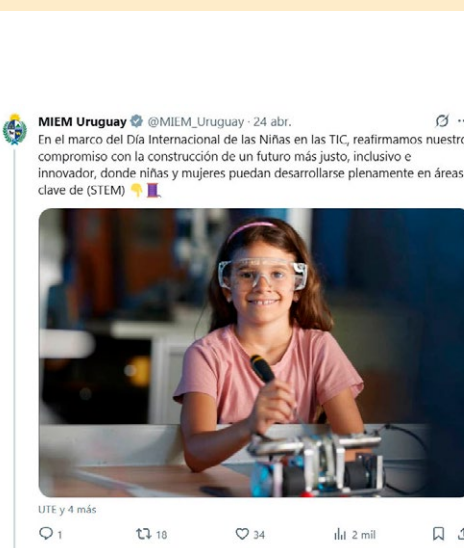 MIEM Uruguay @MIEM_Uruguay · 24 abr.
En el marco del Día Internacional de las Niñas en las TIC, reafirmamos nuestro
compromiso con la construcción de un futuro más justo, inclusivo e
innovador, donde niñas y mujeres puedan desarrollarse plenamente en áreas
clave de (STEM)
UTE y 4 más
1 18 34 2 mil